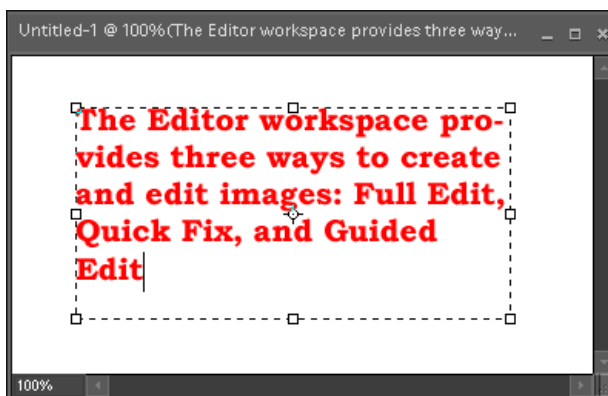 Untitled-1 @ 100%(The Editor workspace provides three way...
The Editor workspace pro-
vides three ways to create
and edit images: Full Edit,
Quick Fix, and Guided
Edit
100%